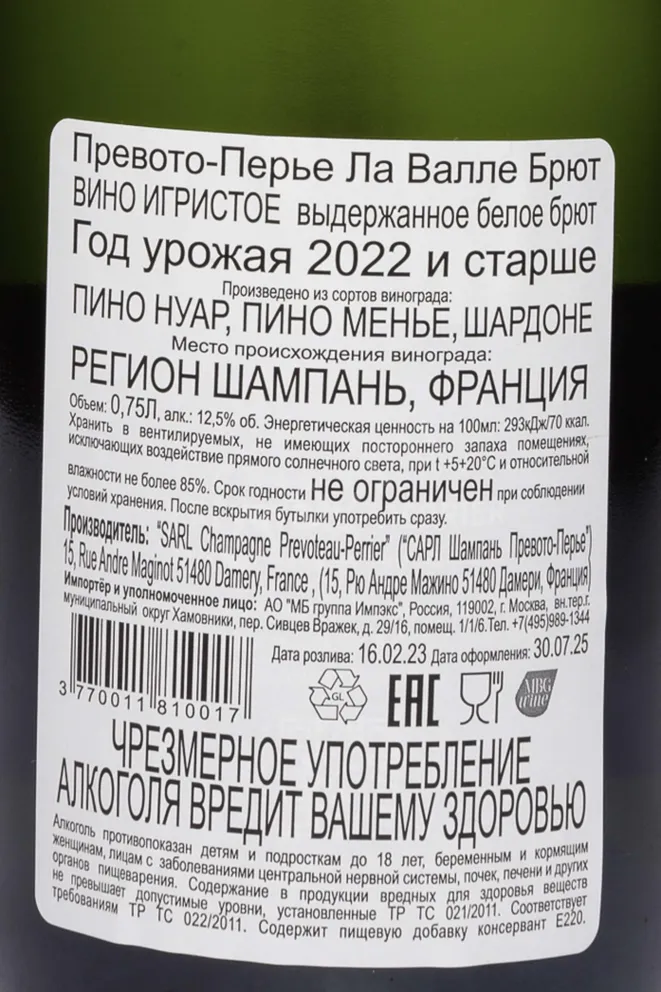 Превото-Перье Ла Валле Брют
ВИНО ИГРИСТОЕ выдержанное белое брют
Год урожая 2022 и старше
Произведено из сортов винограда:
ПИНО НУАР, ПИНО МЕНЬЕ, ШАРДОНЕ
Место происхождения винограда:
РЕГИОН ШАМПАНЬ, ФРАНЦИЯ
Объем: 0,75Л, алк.: 12,5% об. Энергетическая ценность на 100мл: 293кДж/70 ккал.
Хранить в вентилируемых, не имеющих постороннего запаха помещениях,
исключающих воздействие прямого солнечного света, при t +5+20°C и относительной
влажности не более 85%. Срок годности не ограничен при соблюдении
условий хранения. После вскрытия бутылки употребить сразу.
Производитель: "SARL Champagne Prevoteau-Perrier" ("САРЛ Шампань Превото-Перье")
15, Rue Andre Maginot 51480 Damery, France , (15, Рю Андре Мажино 51480 Дамери, Франция)
Импортёр и уполномоченное лицо: АО "МБ группа Импэкс", Россия, 119002, г. Москва, вн.тер.г.
муниципальный округ Хамовники, пер. Сивцев Вражек, д. 29/16, помещ. 1/1/6.Тел. +7(495)989-1344
Дата розлива: 16.02.23 Дата оформления: 30.07.25
3 770011 810017
GL
EAC
MBG
wine
ЧРЕЗМЕРНОЕ УПОТРЕБЛЕНИЕ
АЛКОГОЛЯ ВРЕДИТ ВАШЕМУ ЗДОРОВЬЮ
Алкоголь противопоказан детям и подросткам до 18 лет, беременным и кормящим
женщинам, лицам с заболеваниями центральной нервной системы, почек, печени и других
органов пищеварения. Содержание в продукции вредных для здоровья веществ
не превышает допустимые уровни, установленные ТР ТС 021/2011. Соответствует
требованиям ТР ТС 022/2011. Содержит пищевую добавку консервант Е220.